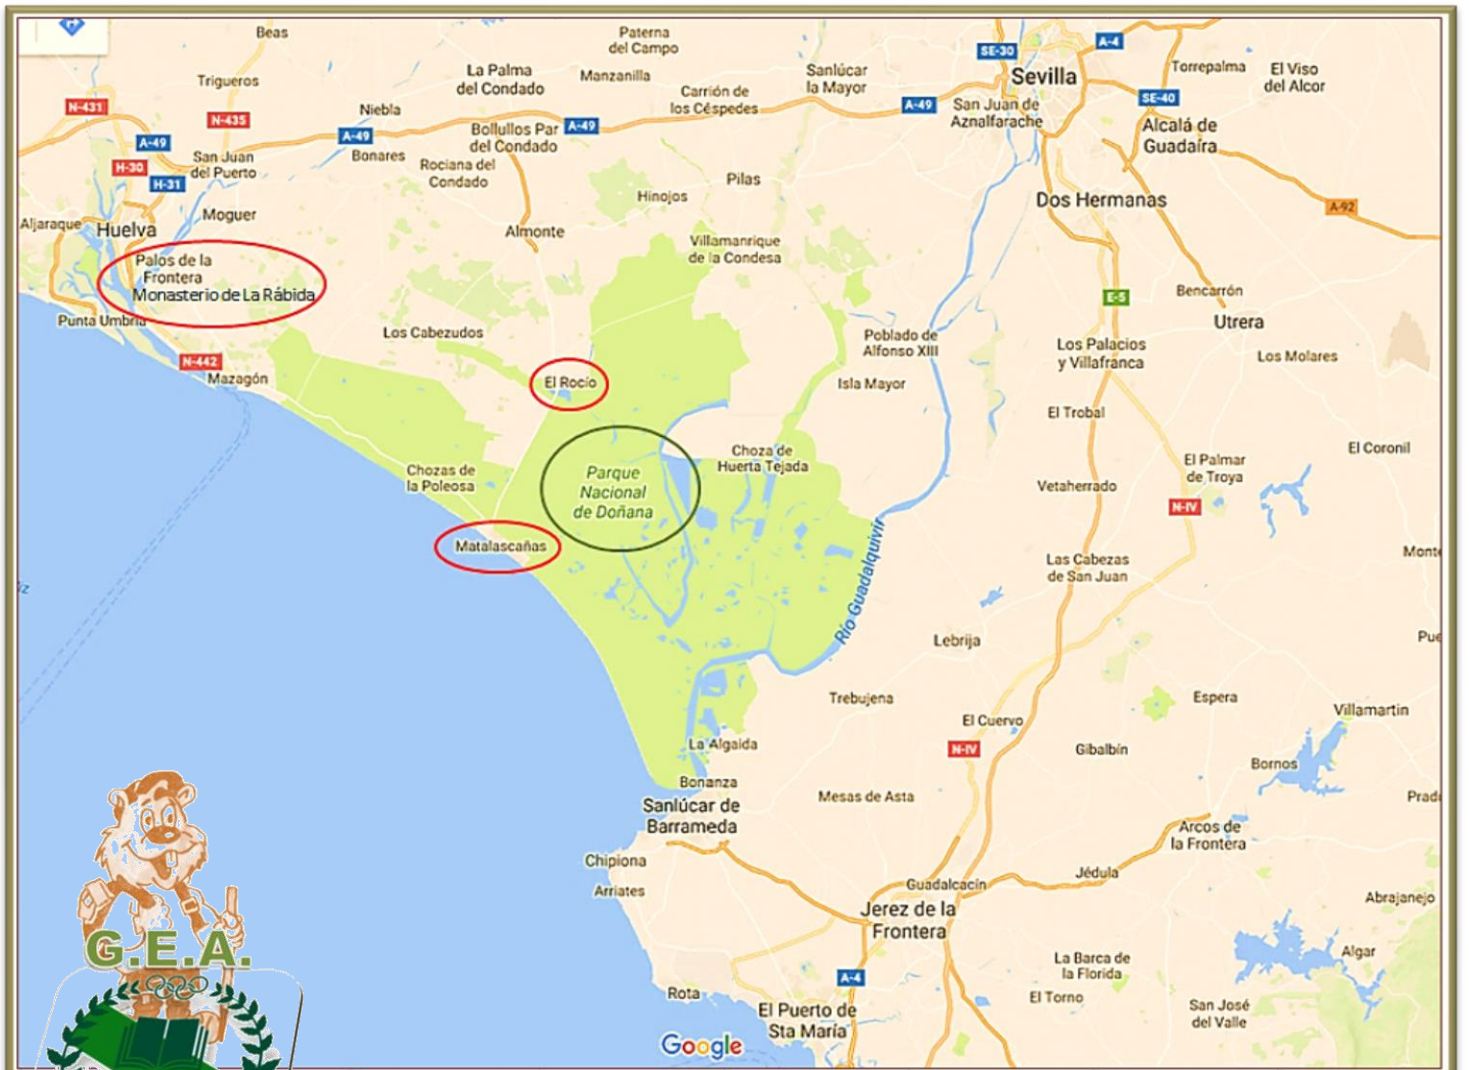 Beas
Paterna
del Campo
SE-30
A-4
Sevilla
Torrepalma
El Viso
del Alcor
Trigueros
La Palma
del Condado
Manzanilla
Sanlúcar
la Mayor
Carrión de
los Céspedes
N-431
Niebla
N-435
A-49
A-49
A-49
A-49
San Juan de
Aznalfarache
SE-40
Alcalá de
Guadaíra
Bollullos Par
del Condado
Bonares
San Juan
del Puerto
H-30
H-31
Rociana del
Condado
Pilas
Hinojos
Dos Hermanas
A-92
Moguer
Aljaraque
Huelva
Almonte
Villamanrique
de la Condesa
Palos de la
Frontera
Monasterio de La Rábida
Punta Umbría
E-5
Bencarrón
Utrera
Los Cabezudos
Poblado de
Alfonso XIII
Los Palacios
y Villafranca
Los Molares
N-442
Mazagón
El Rocío
Isla Mayor
El Trobal
El Coronil
Chozas de
la Poleosa
Parque
Nacional
de Doñana
Choza de
Huerta Tejada
El Palmar
de Troya
Vetaherrado
N-IV
Matalascañas
Río Guadalquivir
Las Cabezas
de San Juan
Monte
iz
Lebrija
Pue
Trebujena
Espera
Villamartin
El Cuervo
La Algaida
N-IV
Gibalbín
Bornos
Bonanza
Mesas de Asta
Prado
Sanlúcar de
Barrameda
Arcos de
la Frontera
Chipiona
Arriates
Guadalcacín
Jédula
Abrajanejo
Jerez de la
Frontera
G.E.A.
La Barca de
la Florida
Algar
A-4
Rota
El Torno
El Puerto de
Sta María
San José
del Valle
Google